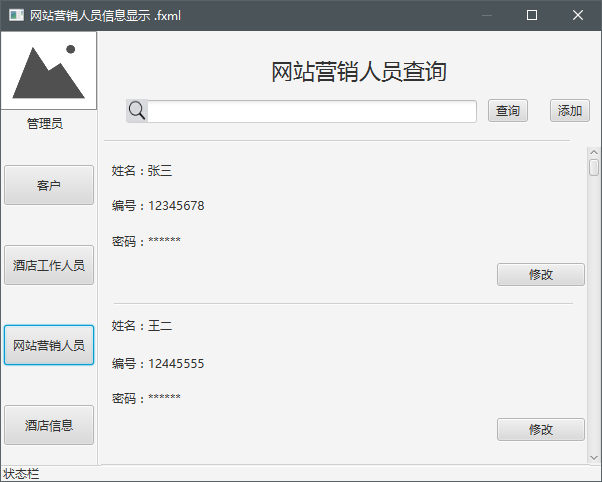 网站营销人员信息显示 .fxml
网站营销人员查询
查询
添加
管理员
客户
酒店工作人员
网站营销人员
酒店信息
姓名：张三
编号：12345678
密码：******
修改
姓名：王二
编号：12445555
密码：******
修改
状态栏